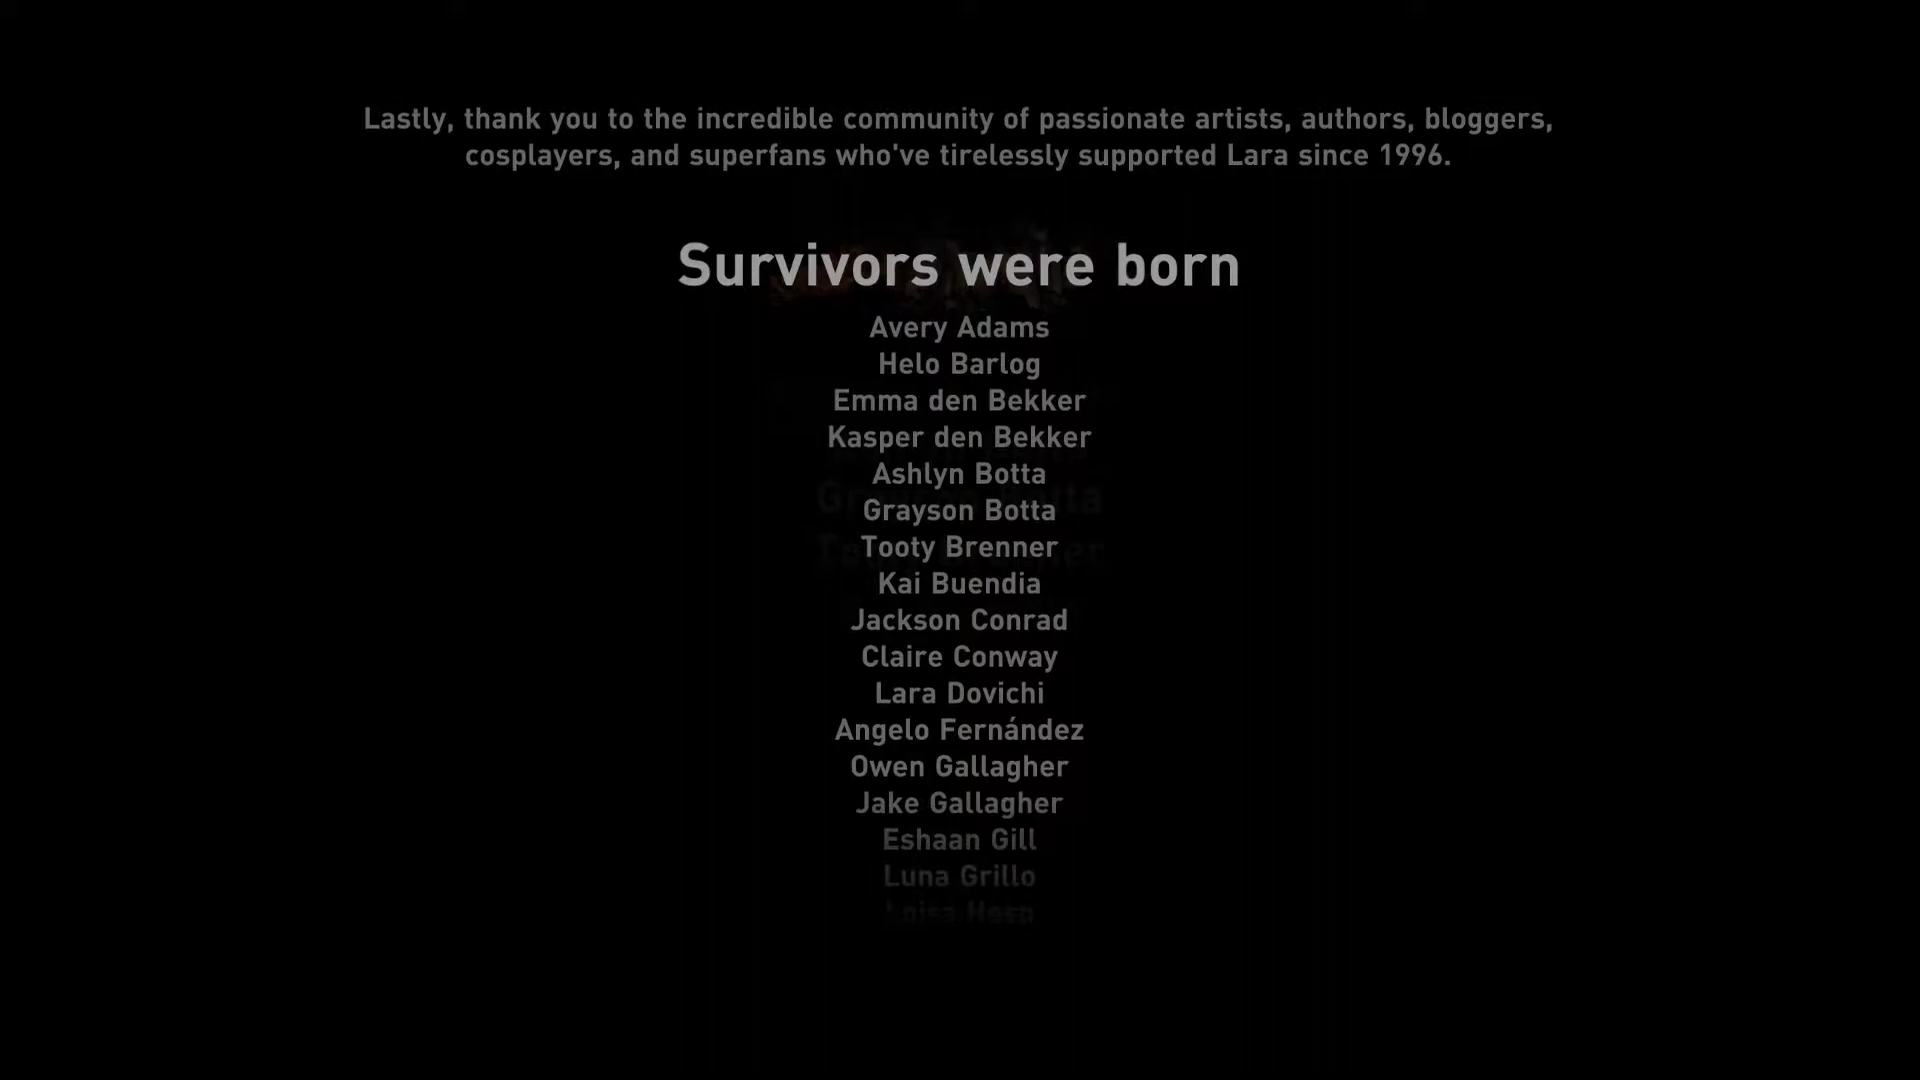 Lastly, thank you to the incredible community of passionate artists, authors, bloggers,
cosplayers, and superfans who've tirelessly supported Lara since 1996.
Survivors were born
Avery Adams
Helo Barlog
Emma den Bekker
Kasper den Bekker
Ashlyn Botta
Grayson Botta
Tooty Brenner
Kai Buendia
Jackson Conrad
Claire Conway
Lara Dovichi
Angelo Fernández
Owen Gallagher
Jake Gallagher
Eshaan Gill
Luna Grillo